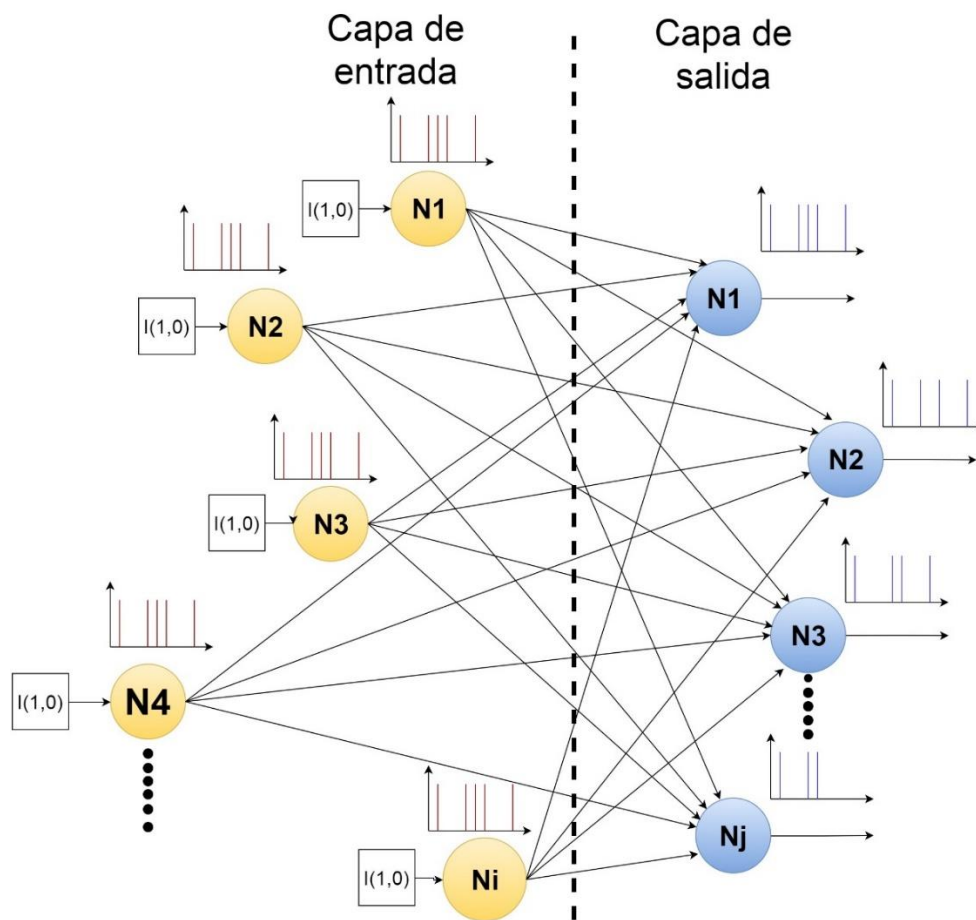 Capa de
entrada
Capa de
salida
I(1,0)
N1
I(1,0)
N2
I(1,0)
N3
I(1,0)
N4
I(1,0)
Ni
N1
N2
N3
Nj